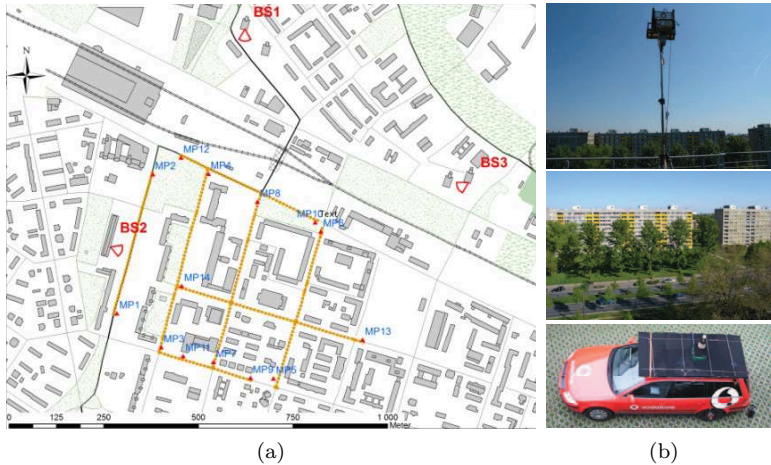 BS1
N
MP12
MP2
MP4
BS3
MP8
MP10
Text
MP6
BS2
MP14
MP1
MP13
MP3
MP11
MP7
MP9
MP5
0
250
500
750
1 000
Meter
vodafone
(a)
(b)